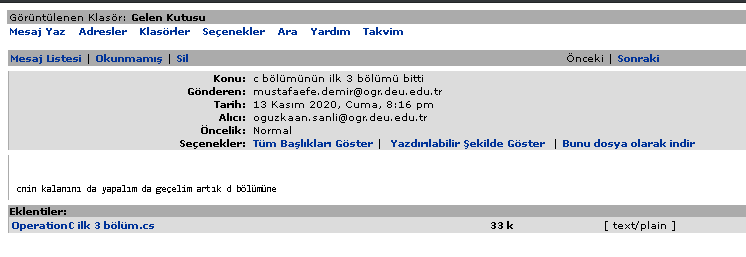 Görüntülenen Klasör: Gelen Kutusu
Mesaj Yaz Adresler Klasörler Seçenekler Ara Yardım Takvim
Mesaj Listesi | Okunmamış | Sil Önceki | Sonraki
Konu: c bölümünün ilk 3 bölümü bitti
Gönderen: mustafaefe.demir@ogr.deu.edu.tr
Tarih: 13 Kasım 2020, Cuma, 8:16 pm
Alıcı: oguzkaan.sanli@ogr.deu.edu.tr
Öncelik: Normal
Seçenekler: Tüm Başlıkları Göster | Yazdırılabilir Şekilde Göster | Bunu dosya olarak indir
cnin kalanını da yapalım da geçelim artık d bölümüne
Eklentiler:
OperationC ilk 3 bölüm.cs 33 k [ text/plain ]